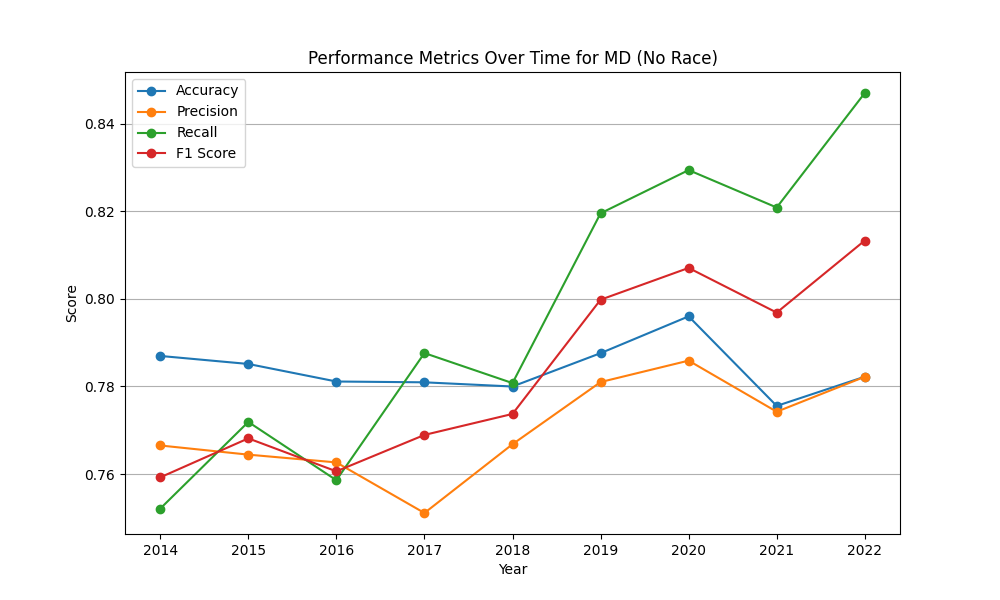 Performance Metrics Over Time for MD (No Race)
Accuracy
Precision
Recall
F1 Score
0.84
0.82
0.80
0.78
0.76
Score
2014 2015 2016 2017 2018 2019 2020 2021 2022
Year